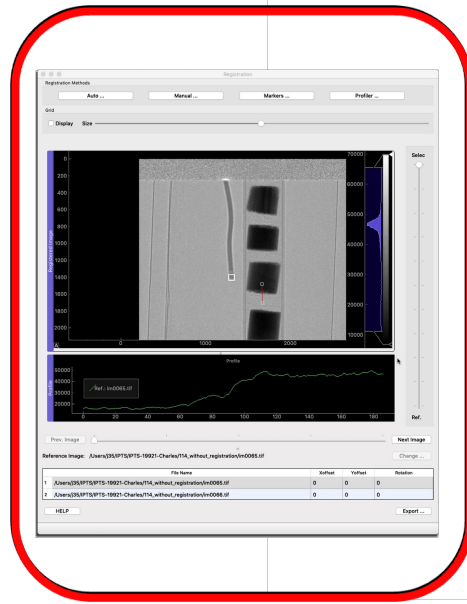 Registration
Registration Methods
Auto ... Manual ... Markers ... Profiler ...
Grid
Display Size
Selec
0
200
400
600
800
1000
1200
1400
1600
1800
2000
Registered Image
A
0 1000 2000
70000
60000
50000
40000
30000
20000
10000
Profile
Profile
50000
40000
30000
20000
Ref.: im0065.tif
0 20 40 60 80 100 120 140 160 180
Ref.
Prev. Image Next Image
Reference Image: /Users/j35/IPTS/IPTS-19921-Charles/114_without_registration/im0065.tif Change ...
File Name Xoffset Yoffset Rotation
1 /Users/j35/IPTS/IPTS-19921-Charles/114_without_registration/im0065.tif 0 0 0
2 /Users/j35/IPTS/IPTS-19921-Charles/114_without_registration/im0066.tif 0 0 0
HELP Export ...